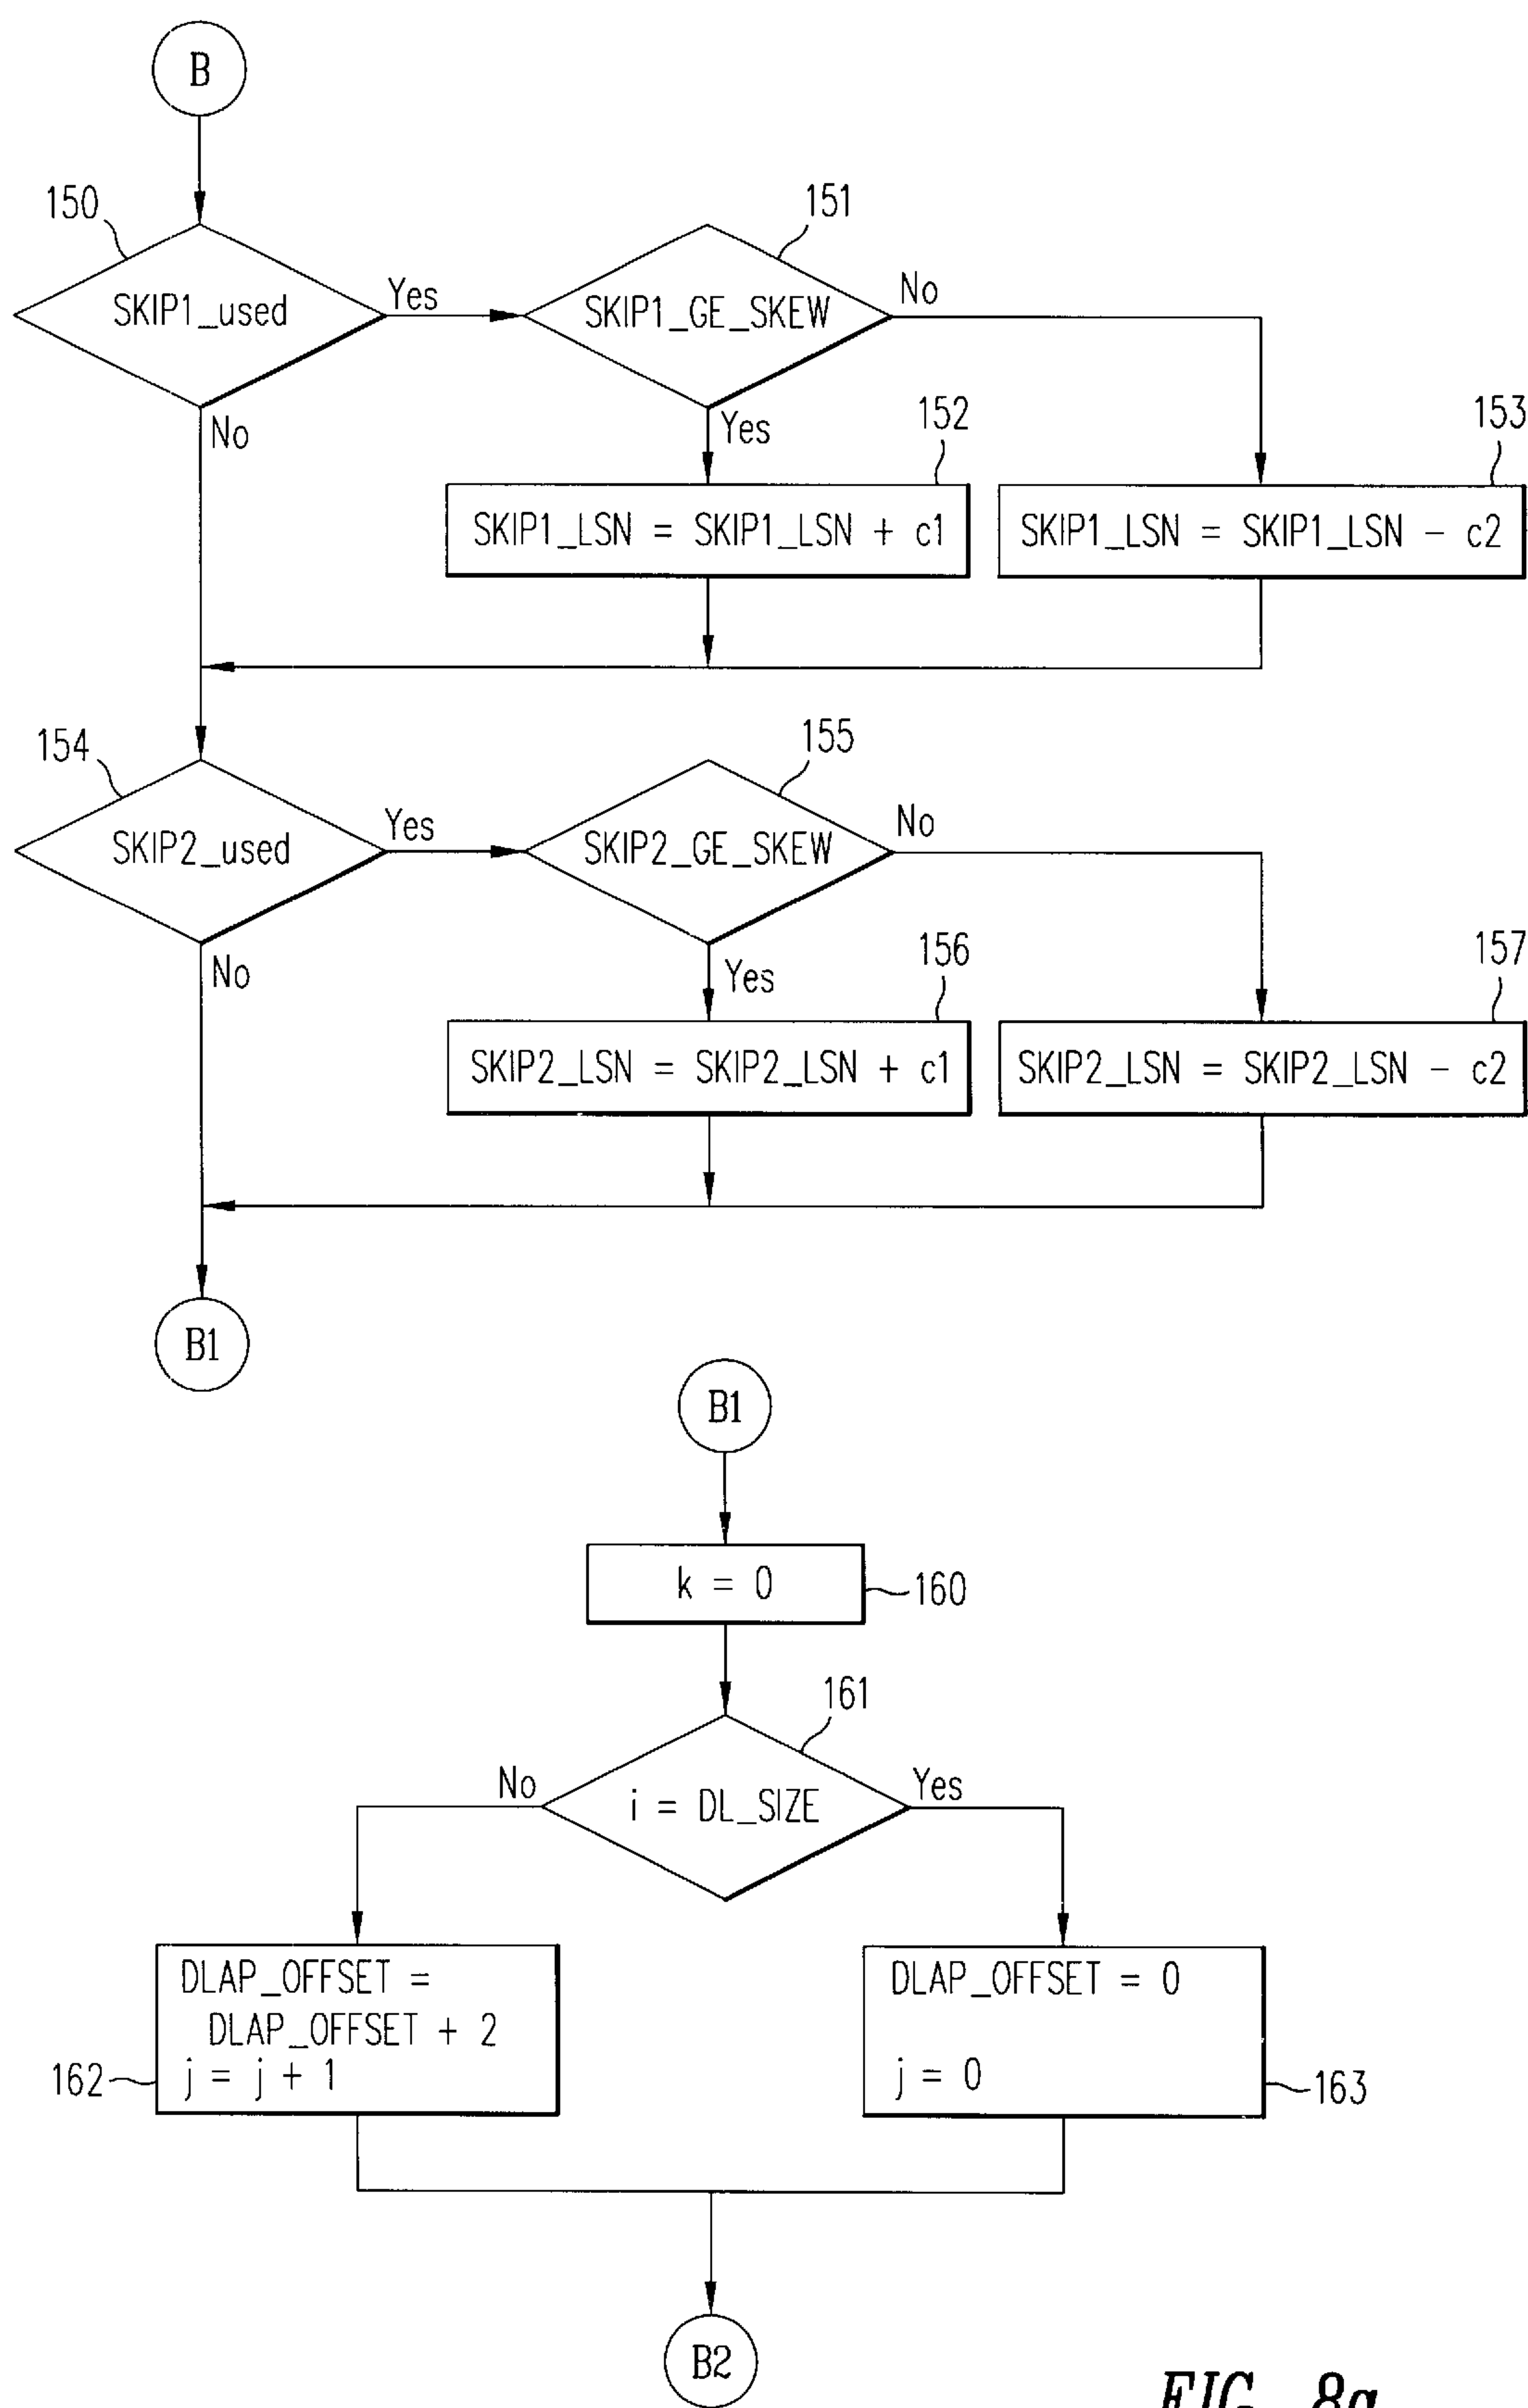 B
150
151
SKIP1_used
Yes
SKIP1_GE_SKEW
No
No
Yes
152
153
SKIP1_LSN = SKIP1_LSN + c1
SKIP1_LSN = SKIP1_LSN - c2
154
155
SKIP2_used
Yes
SKIP2_GE_SKEW
No
No
Yes
156
157
SKIP2_LSN = SKIP2_LSN + c1
SKIP2_LSN = SKIP2_LSN - c2
B1
B1
k = 0
160
161
No
i = DL_SIZE
Yes
DLAP_OFFSET =
DLAP_OFFSET + 2
j = j + 1
162
DLAP_OFFSET = 0
j = 0
163
B2
FIG. 8a